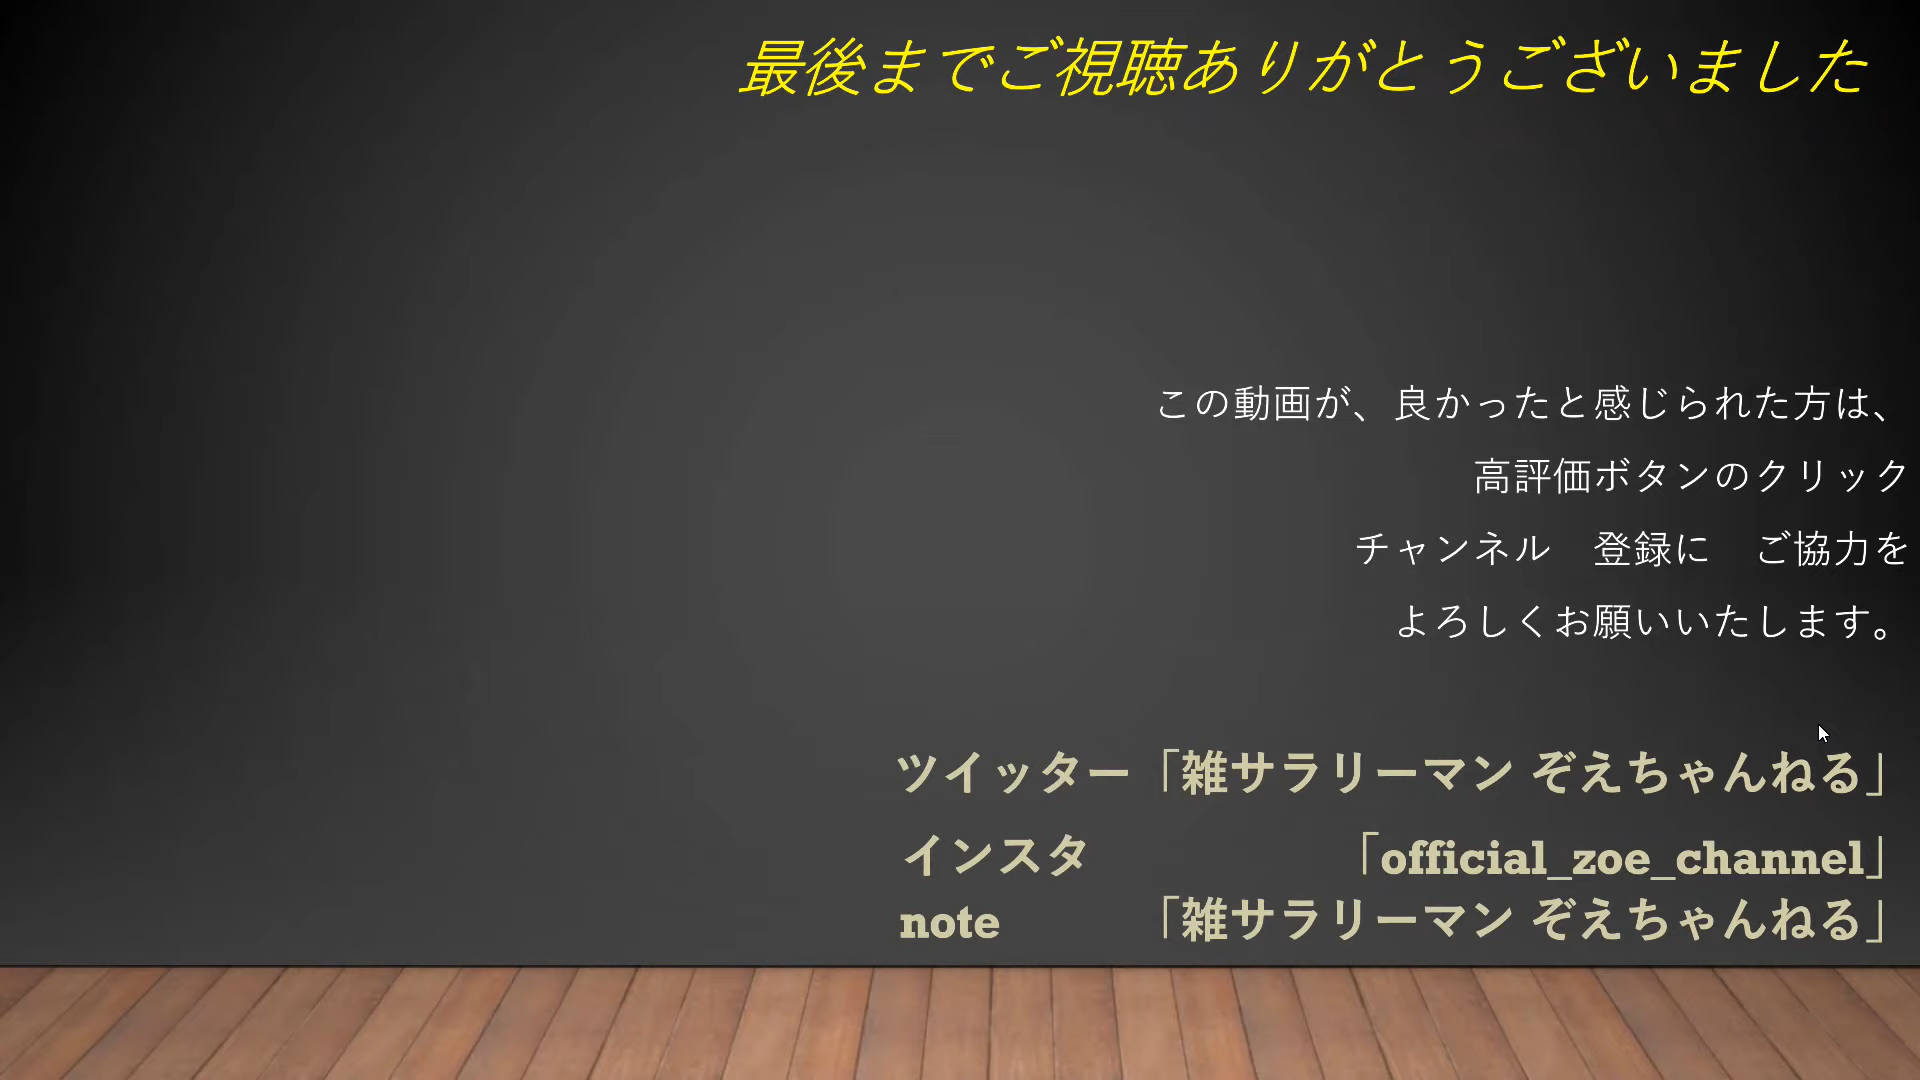 最後までご視聴ありがとうございました
この動画が、良かったと感じられた方は、
高評価ボタンのクリック
チャンネル　登録に　ご協力を
よろしくお願いいたします。
ツイッター「雑サラリーマン ぞえちゃんねる」
インスタ　「official_zoe_channel」
note　「雑サラリーマン ぞえちゃんねる」